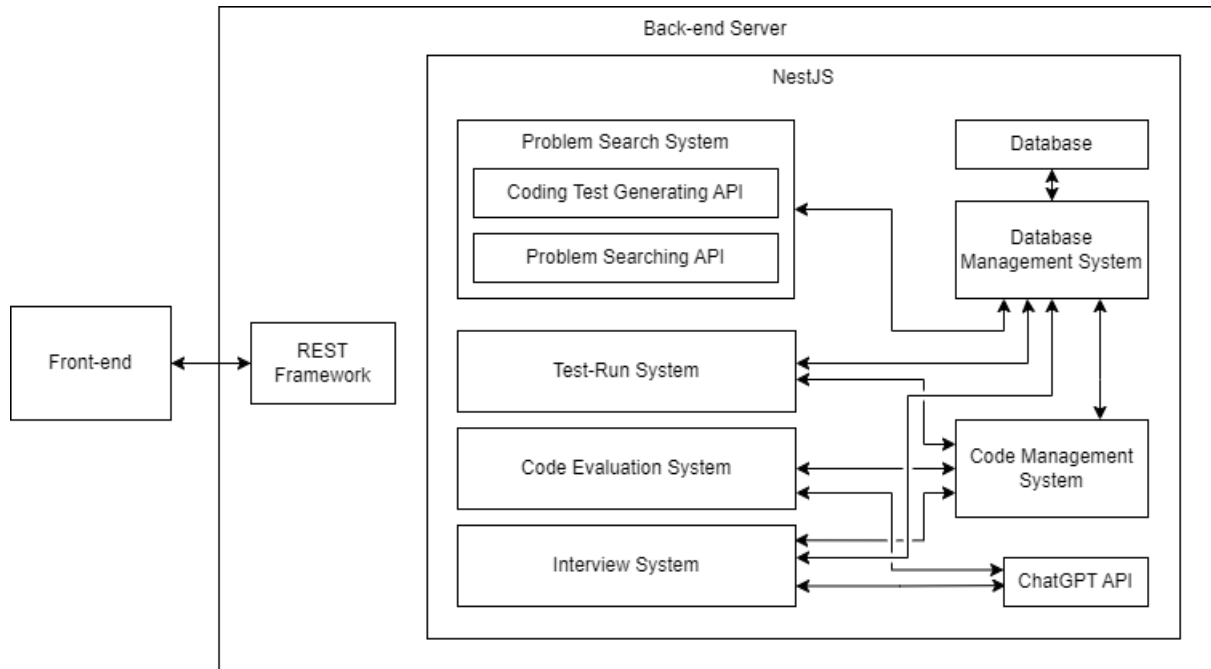 Back-end Server
NestJS
Problem Search System
Coding Test Generating API
Problem Searching API
Database
Database
Management System
Front-end
REST
Framework
Test-Run System
Code Evaluation System
Code Management
System
Interview System
ChatGPT API